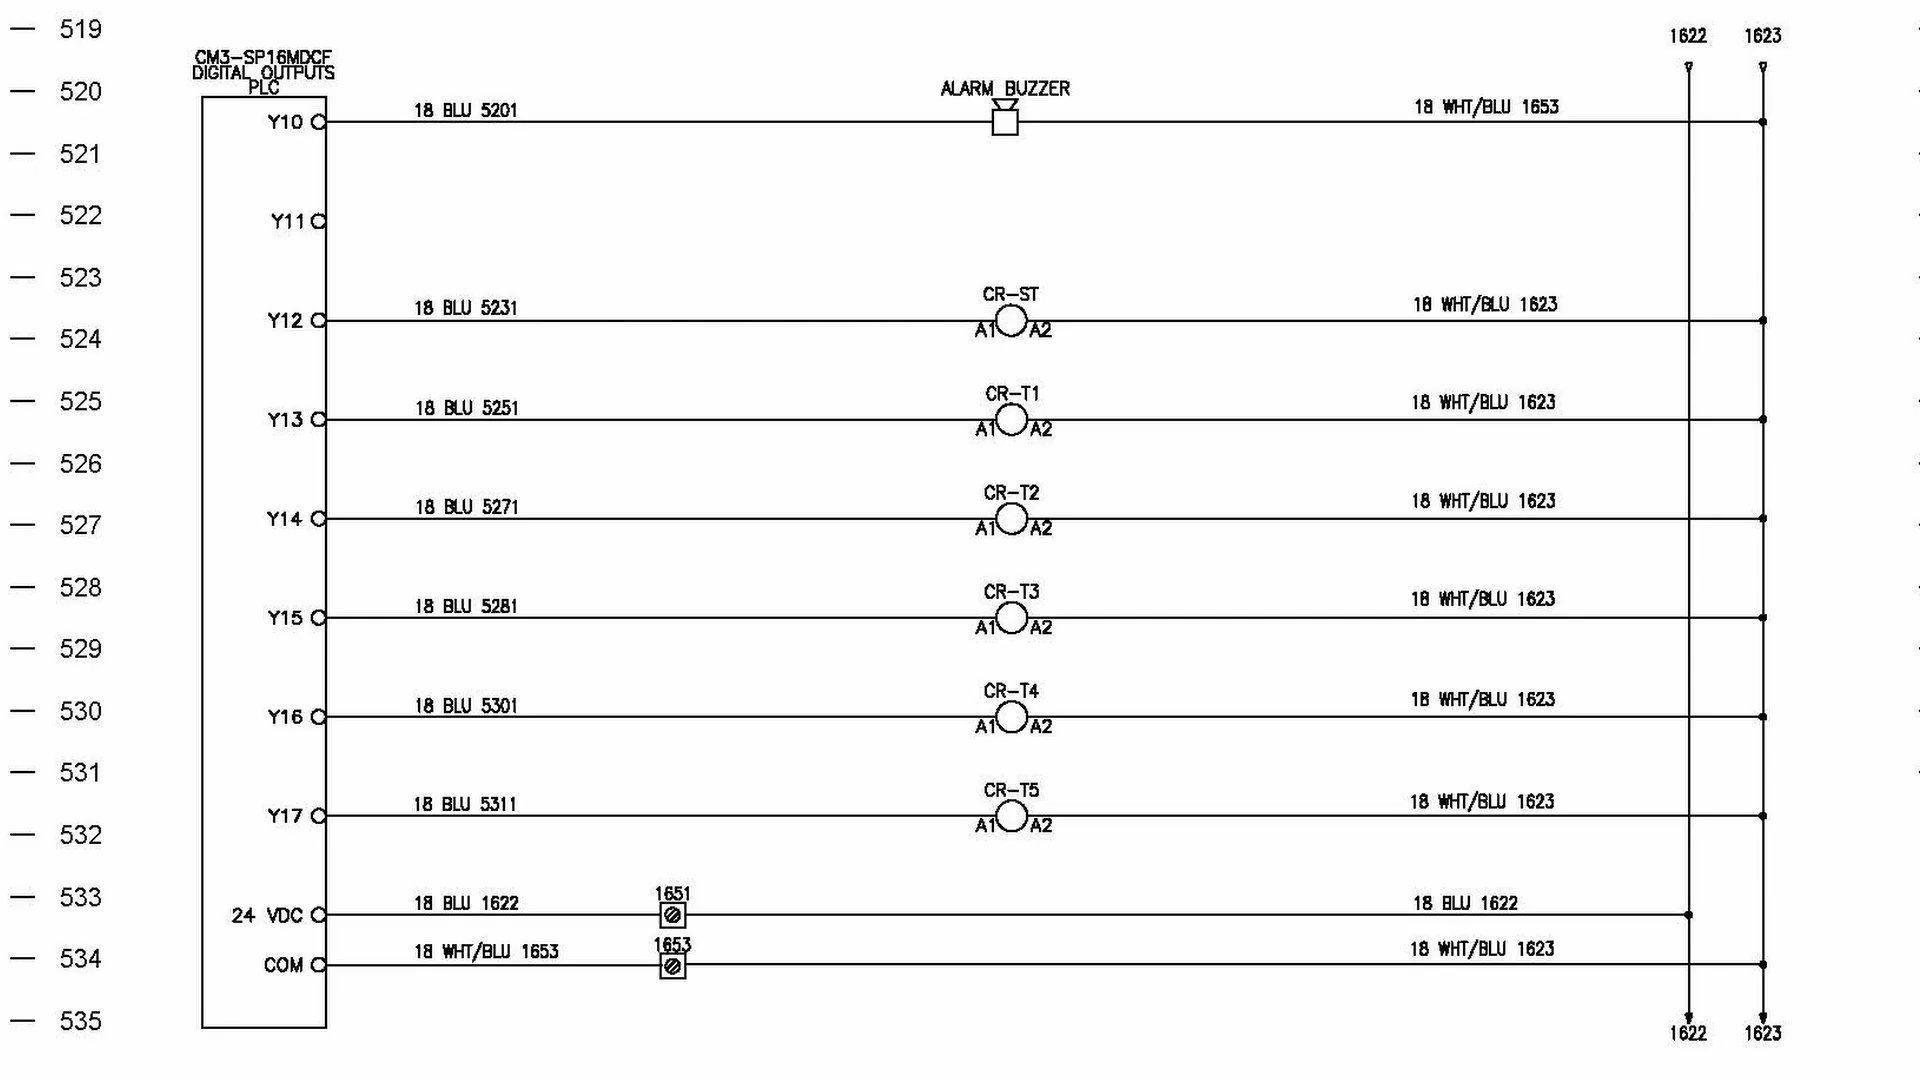 519
1622 1623
CM3-SP16MDCF
DIGITAL OUTPUTS
PLC
520
ALARM BUZZER
Y10 18 BLU 5201 18 WHT/BLU 1653
521
522
Y11
523
CR-ST
Y12 18 BLU 5231 A1 A2 18 WHT/BLU 1623
524
CR-T1
525
Y13 18 BLU 5251 A1 A2 18 WHT/BLU 1623
526
CR-T2
527
Y14 18 BLU 5271 A1 A2 18 WHT/BLU 1623
528
CR-T3
Y15 18 BLU 5281 A1 A2 18 WHT/BLU 1623
529
CR-T4
530
Y16 18 BLU 5301 A1 A2 18 WHT/BLU 1623
531
CR-T5
Y17 18 BLU 5311 A1 A2 18 WHT/BLU 1623
532
533
1651
24 VDC 18 BLU 1622 18 BLU 1622
1653
534
COM 18 WHT/BLU 1653 18 WHT/BLU 1623
535
1622 1623